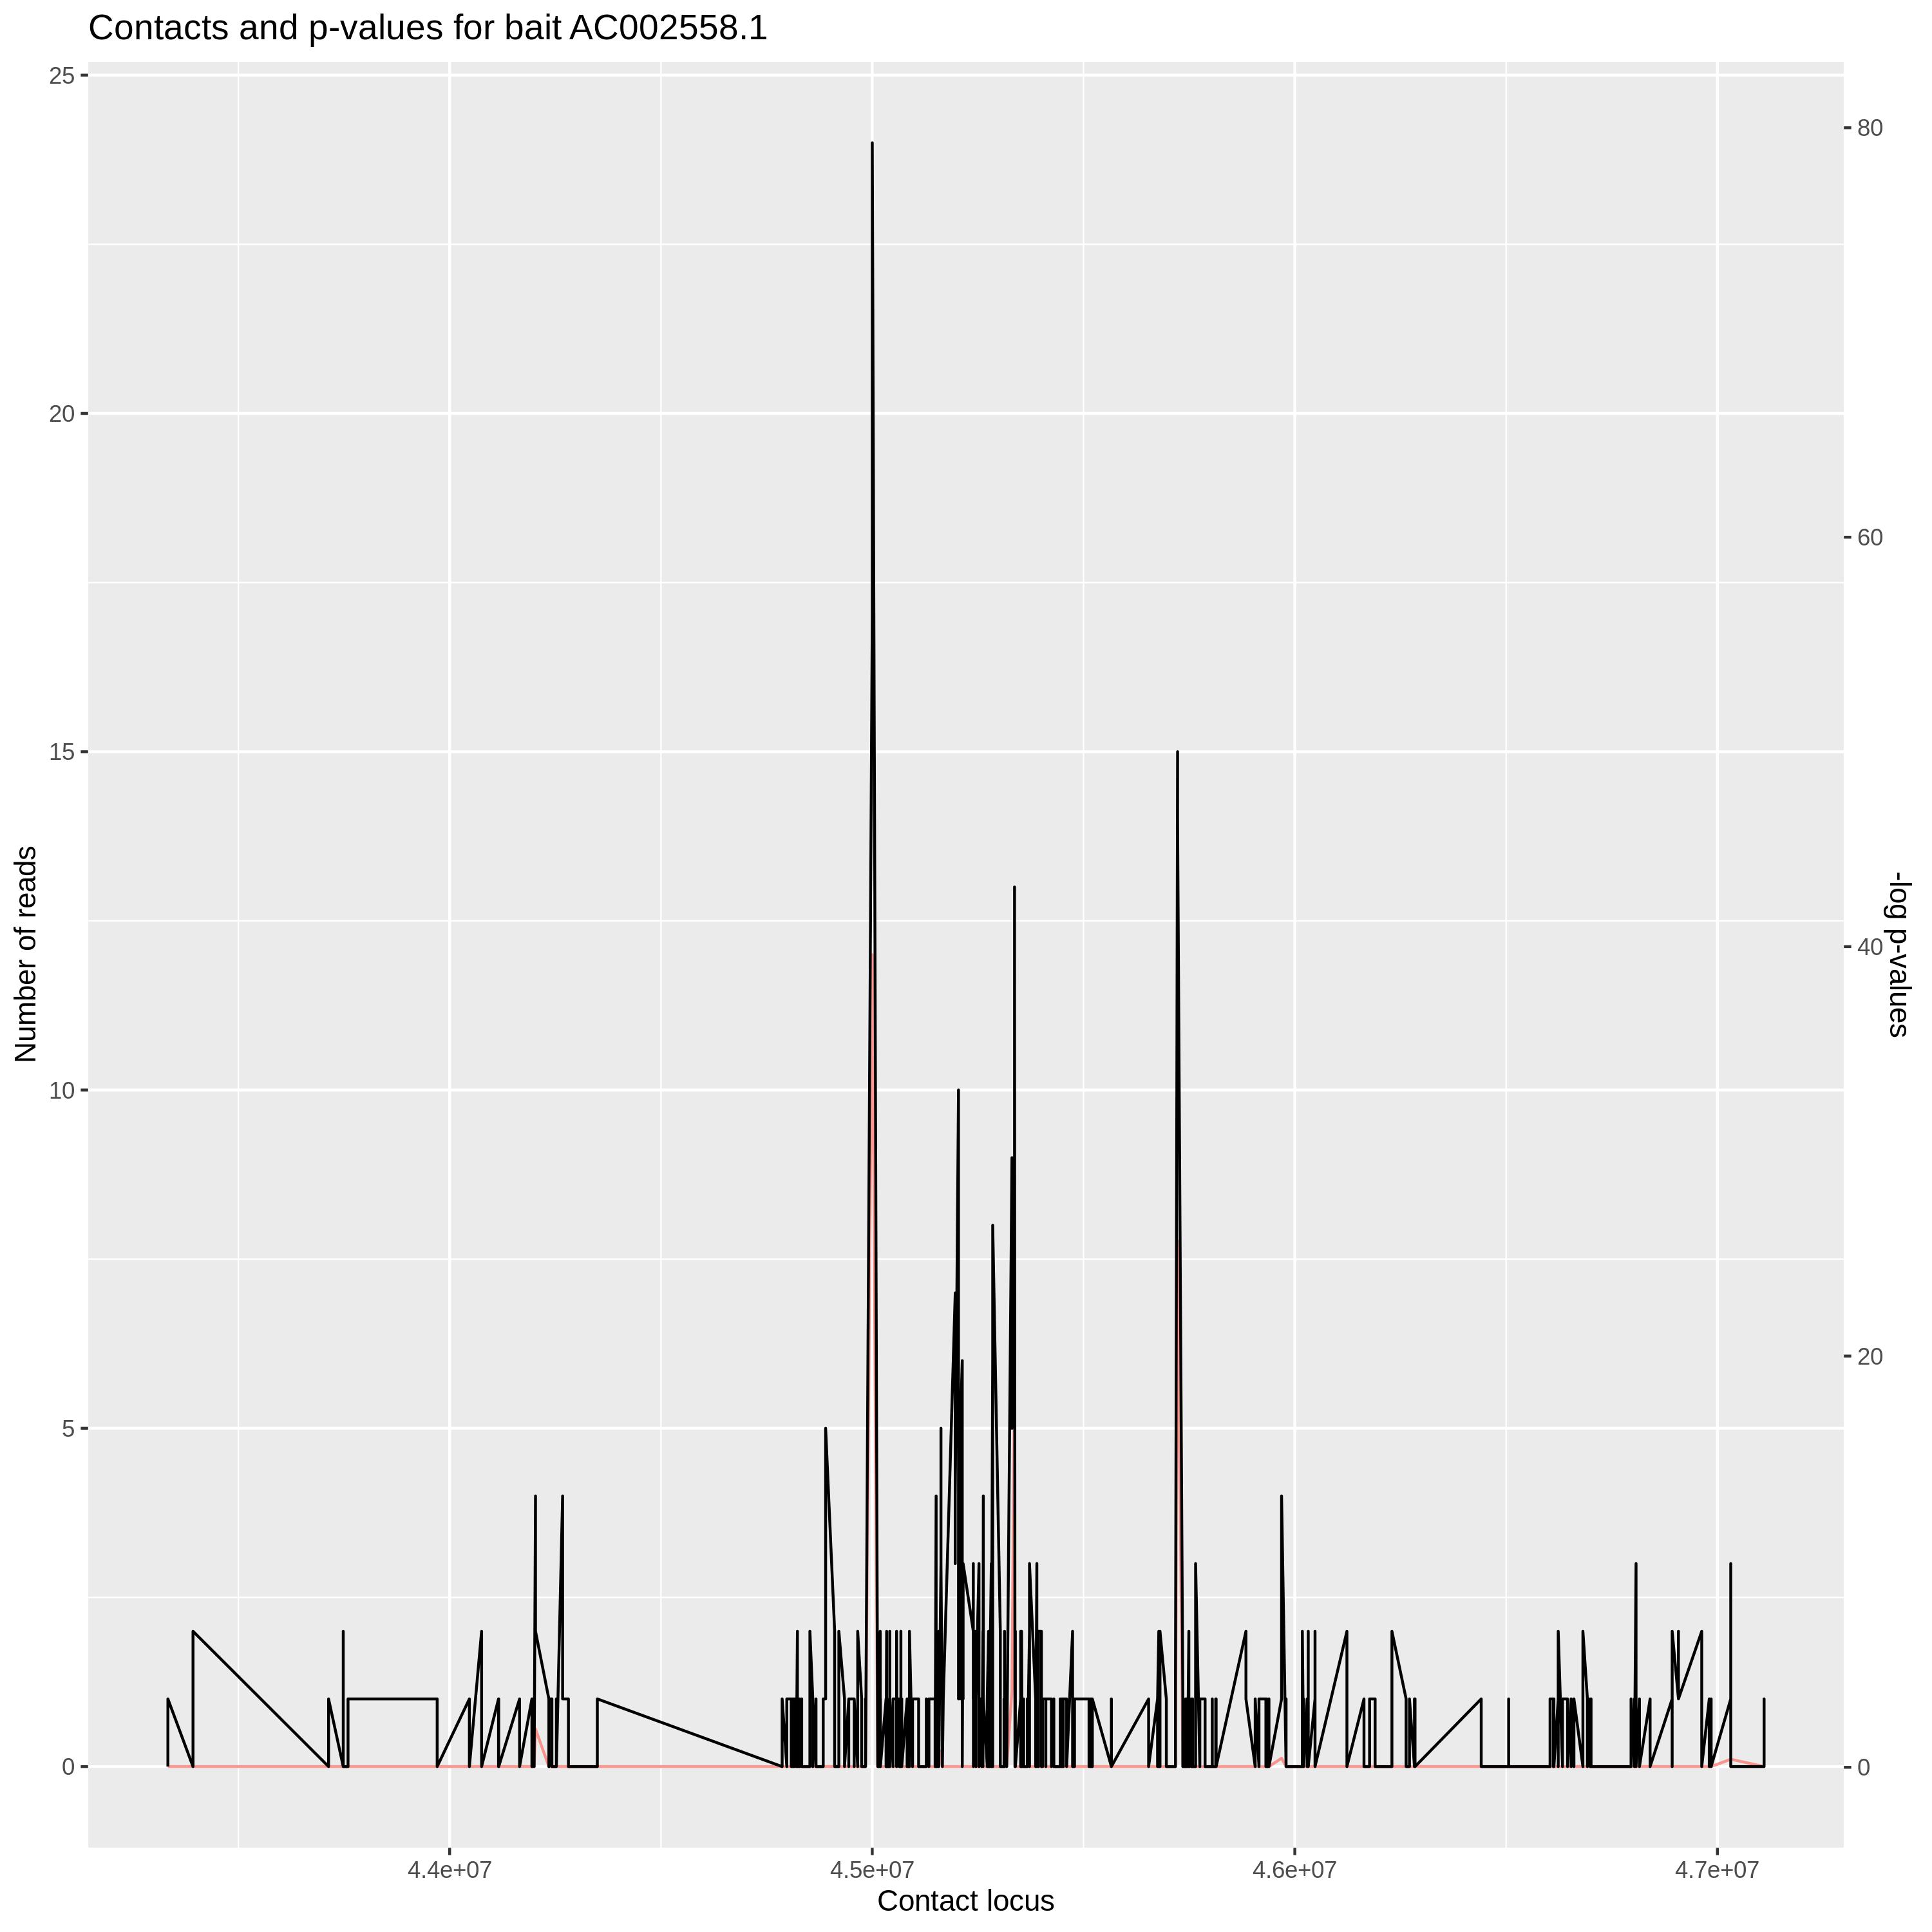 Contacts and p-values for bait AC002558.1
25
20
15
10
5
0
Number of reads
80
60
40
20
0
-log p-values
4.4e+07
4.5e+07
4.6e+07
4.7e+07
Contact locus